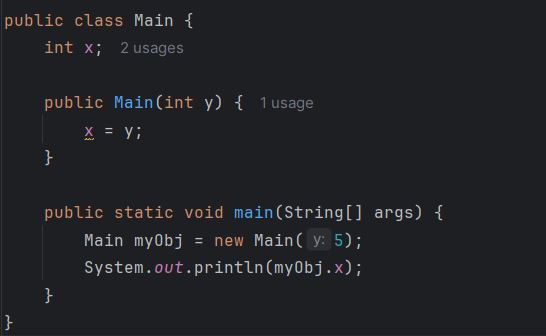 public class Main {
int x; 2 usages
public Main(int y) { 1 usage
x = y;
}
public static void main(String[] args) {
Main myObj = new Main( y: 5);
System.out.println(myObj.x);
}
}